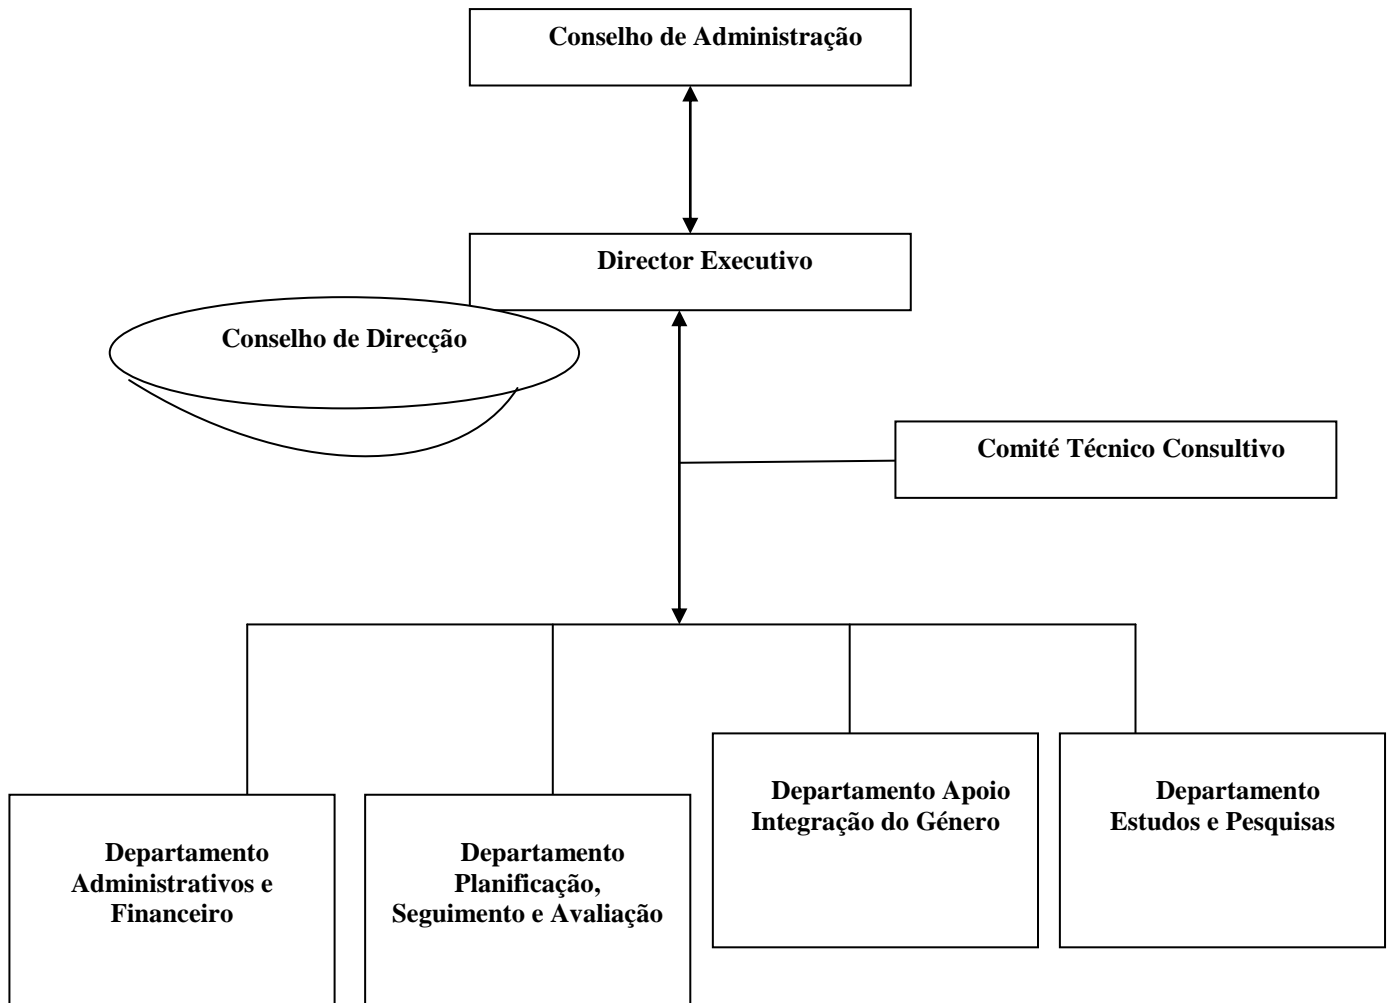 Conselho de Administração
Director Executivo
Conselho de Direcção
Comité Técnico Consultivo
Departamento
Administrativos e
Financeiro
Departamento
Planificação,
Seguimento e Avaliação
Departamento Apoio
Integração do Género
Departamento
Estudos e Pesquisas